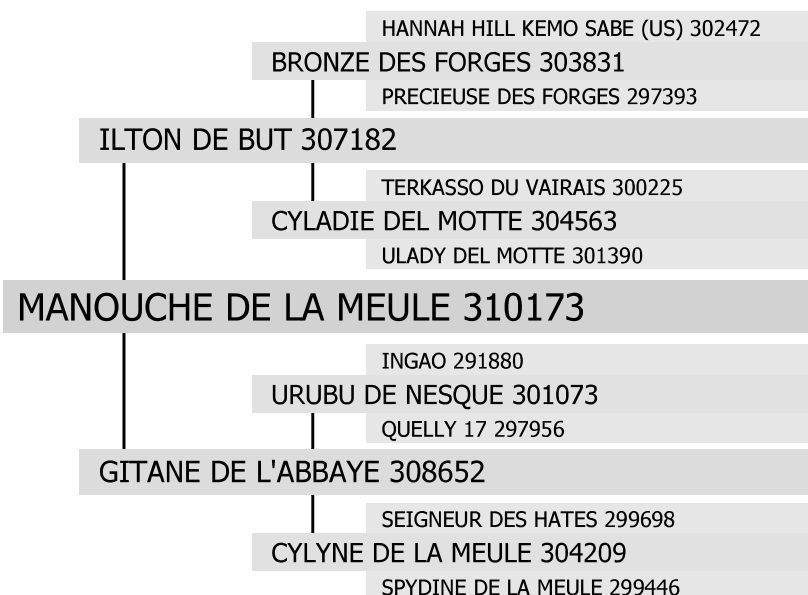 HANNAH HILL KEMO SABE (US) 302472
BRONZE DES FORGES 303831
PRECIEUSE DES FORGES 297393
ILTON DE BUT 307182
TERKASSO DU VAIRAIS 300225
CYLADIE DEL MOTTE 304563
ULADY DEL MOTTE 301390
MANOUCHE DE LA MEULE 310173
INGAO 291880
URUBU DE NESQUE 301073
QUELLY 17 297956
GITANE DE L'ABBAYE 308652
SEIGNEUR DES HATES 299698
CYLYNE DE LA MEULE 304209
SPYDINE DE LA MEULE 299446